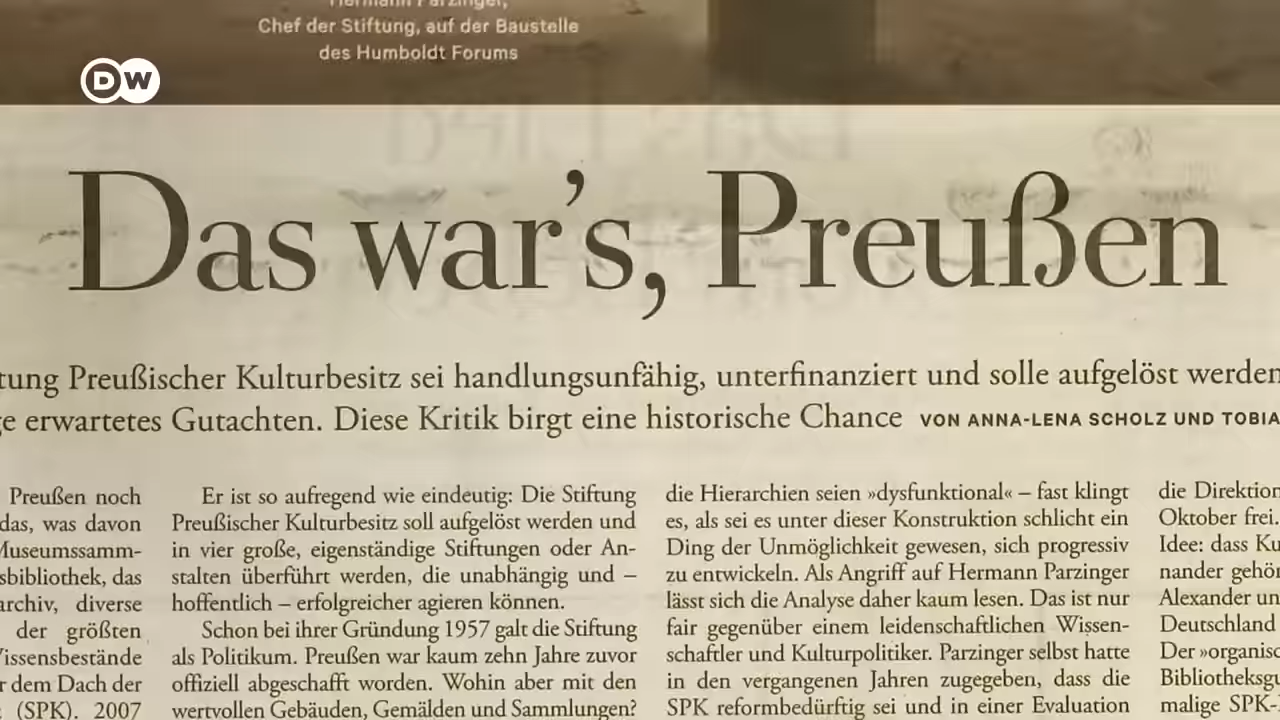 Hermann Parzinger,
Chef der Stiftung, auf der Baustelle
des Humboldt Forums
DW
Das war’s, Preußen
tung Preußischer Kulturbesitz sei handlungsunfähig, unterfinanziert und solle aufgelöst werden
ge erwartetes Gutachten. Diese Kritik birgt eine historische Chance VON ANNA-LENA SCHOLZ UND TOBIA
Preußen noch
das, was davon
Museumssamm-
sbibliothek, das
archiv, diverse
der größten
Wissensbestände
r dem Dach der
(SPK). 2007
Er ist so aufregend wie eindeutig: Die Stiftung
Preußischer Kulturbesitz soll aufgelöst werden und
in vier große, eigenständige Stiftungen oder An-
stalten überführt werden, die unabhängig und –
hoffentlich – erfolgreicher agieren können.
Schon bei ihrer Gründung 1957 galt die Stiftung
als Politikum. Preußen war kaum zehn Jahre zuvor
offiziell abgeschafft worden. Wohin aber mit den
wertvollen Gebäuden, Gemälden und Sammlungen?
die Hierarchien seien »dysfunktional« – fast klingt
es, als sei es unter dieser Konstruktion schlicht ein
Ding der Unmöglichkeit gewesen, sich progressiv
zu entwickeln. Als Angriff auf Hermann Parzinger
lässt sich die Analyse daher kaum lesen. Das ist nur
fair gegenüber einem leidenschaftlichen Wissen-
schaftler und Kulturpolitiker. Parzinger selbst hatte
in den vergangenen Jahren zugegeben, dass die
SPK reformbedürftig sei und in einer Evaluation
die Direktion
Oktober frei.
Idee: dass Ku
nander gehör
Alexander un
Deutschland
Der »organisc
Bibliotheksgu
malige SPK-